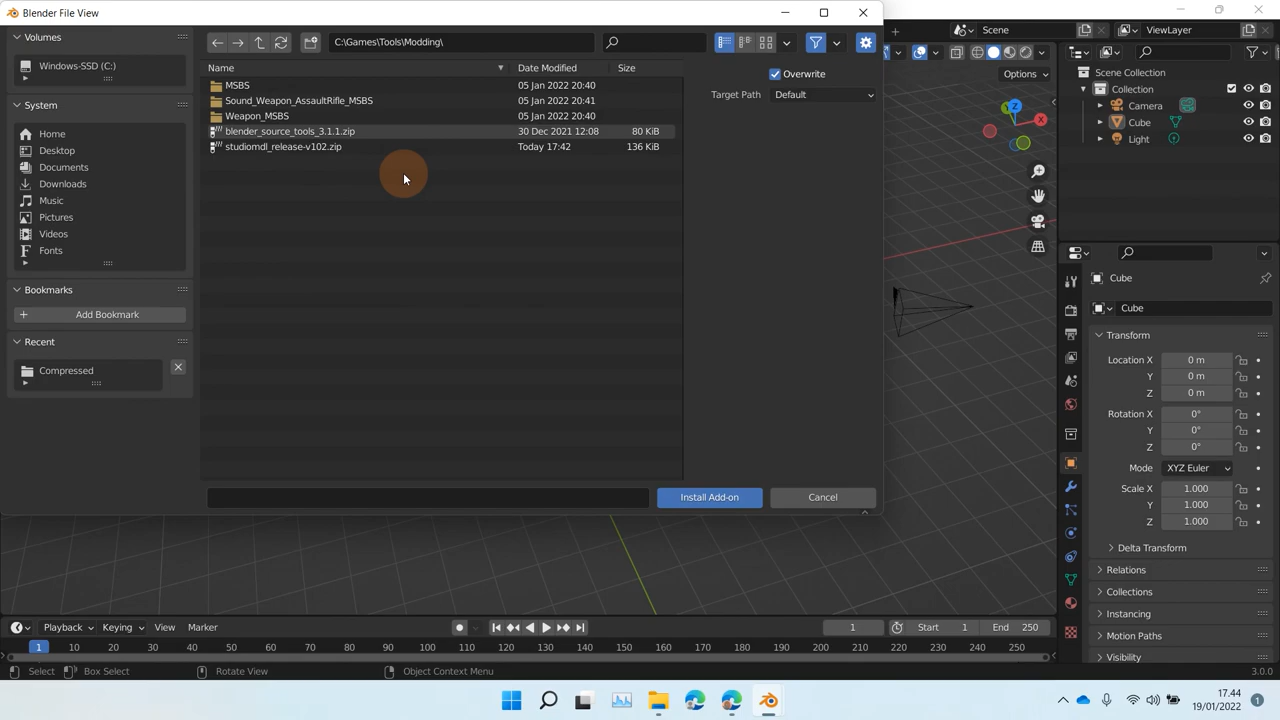 Blender File View
Volumes
Windows-SSD (C:)
System
Home
Desktop
Documents
Downloads
Music
Pictures
Videos
Fonts
Bookmarks
Add Bookmark
Recent
Compressed
C:\Games\Tools\Modding\
Name Date Modified Size
MSBS 05 Jan 2022 20:40
Sound_Weapon_AssaultRifle_MSBS 05 Jan 2022 20:41
Weapon_MSBS 05 Jan 2022 20:40
blender_source_tools_3.1.1.zip 30 Dec 2021 12:08 80 KiB
studiomdl_release-v102.zip Today 17:42 136 KiB
Overwrite
Target Path Default
Install Add-on Cancel
Scene ViewLayer
Options
Z
X
Y
Scene Collection
Collection
Camera
Cube
Light
Cube
Cube
Transform
Location X 0 m
Y 0 m
Z 0 m
Rotation X 0°
Y 0°
Z 0°
Mode XYZ Euler
Scale X 1.000
Y 1.000
Z 1.000
Delta Transform
Relations
Collections
Instancing
Motion Paths
Visibility
Playback Keying View Marker
1 Start 1 End 250
1 10 20 30 40 50 60 70 80 90 100 110 120 130 140 150 160 170 180 190 200 210 220 230 240 250
Select Box Select Rotate View Object Context Menu 3.0.0
17.44
19/01/2022
1